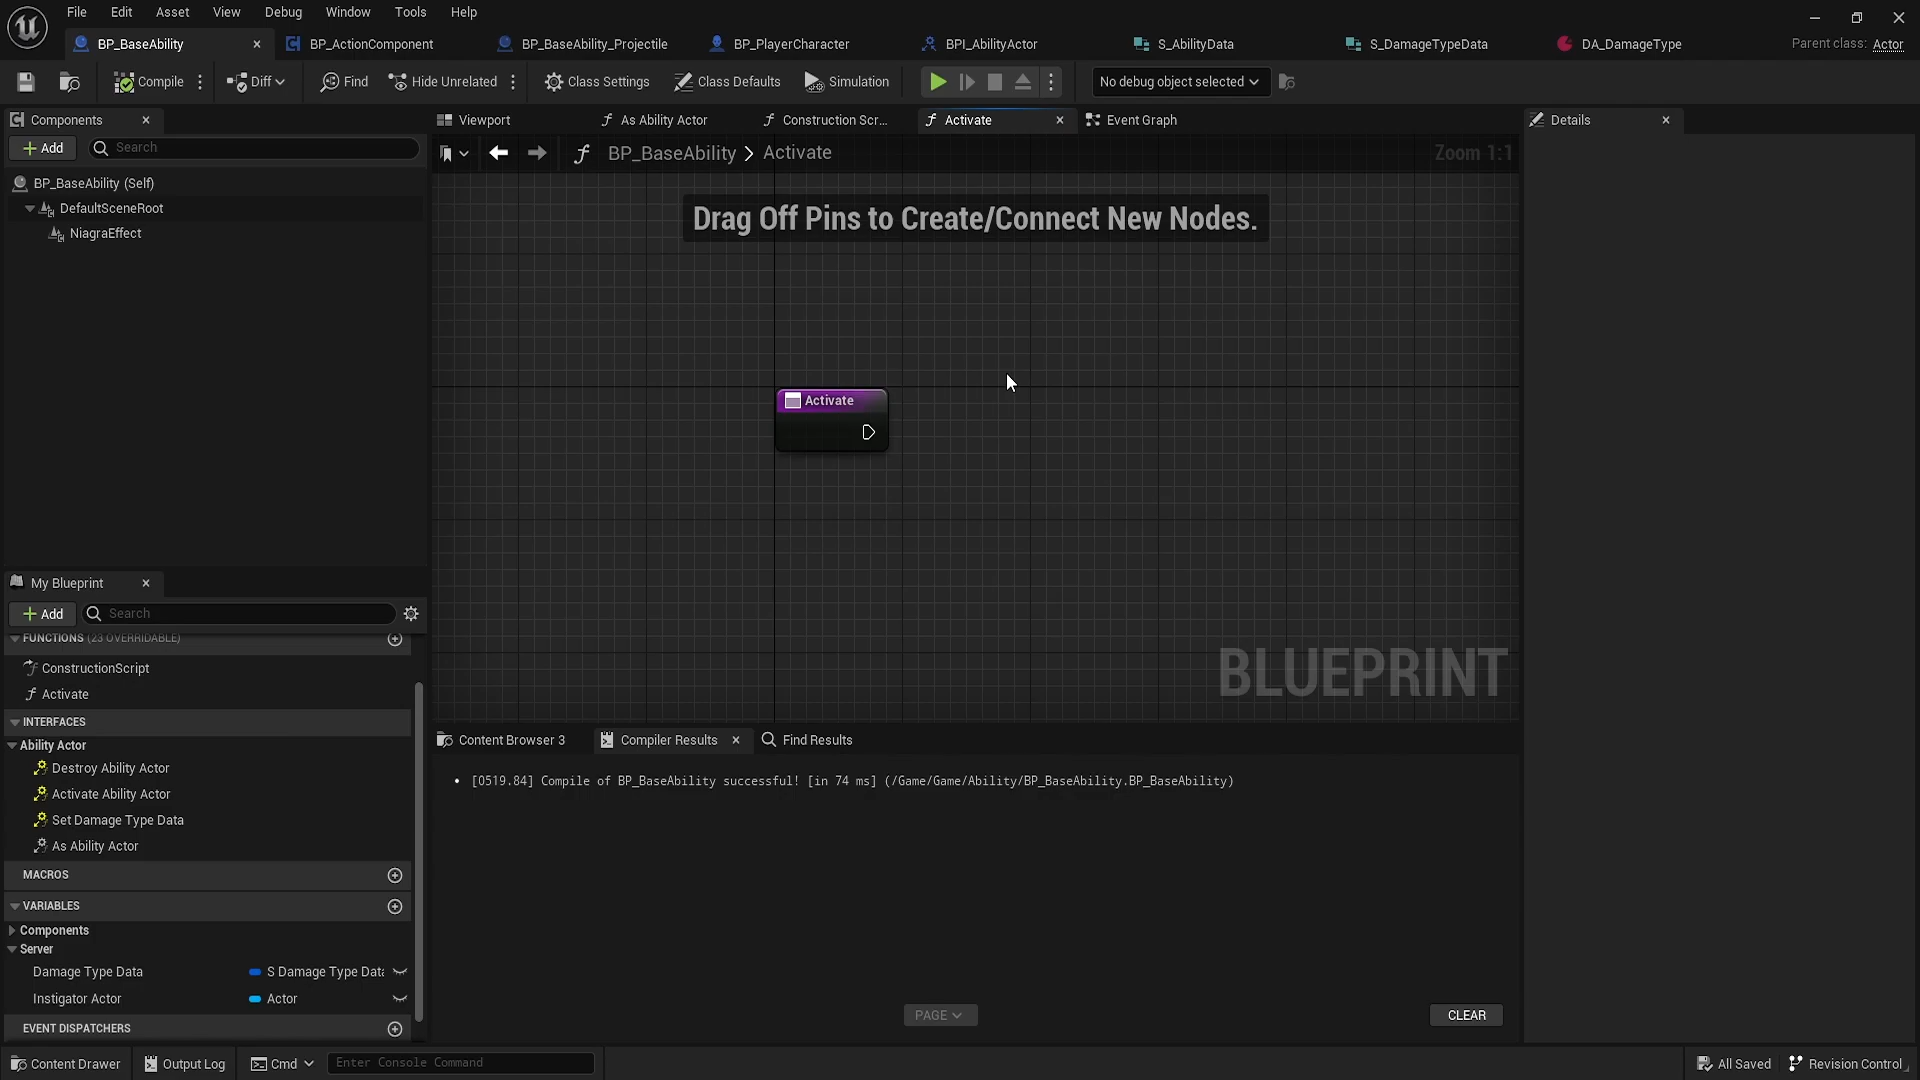 File Edit Asset View Debug Window Tools Help
BP_BaseAbility BP_ActionComponent BP_BaseAbility_Projectile BP_PlayerCharacter BPI_AbilityActor S_AbilityData S_DamageTypeData DA_DamageType Parent class: Actor
Compile Diff Find Hide Unrelated Class Settings Class Defaults Simulation No debug object selected
Components
Add Search
BP_BaseAbility (Self)
DefaultSceneRoot
NiagraEffect
Viewport As Ability Actor Construction Scr... Activate Event Graph
BP_BaseAbility > Activate Zoom 1:1
Drag Off Pins to Create/Connect New Nodes.
Activate
BLUEPRINT
Details
My Blueprint
Add Search
FUNCTIONS (23 OVERRIDABLE)
ConstructionScript
Activate
INTERFACES
Ability Actor
Destroy Ability Actor
Activate Ability Actor
Set Damage Type Data
As Ability Actor
MACROS
VARIABLES
Components
Server
Damage Type Data S Damage Type Data
Instigator Actor Actor
EVENT DISPATCHERS
Content Browser 3 Compiler Results Find Results
• [0519.84] Compile of BP_BaseAbility successful! [in 74 ms] (/Game/Game/Ability/BP_BaseAbility.BP_BaseAbility)
PAGE CLEAR
Content Drawer Output Log Cmd Enter Console Command All Saved Revision Control